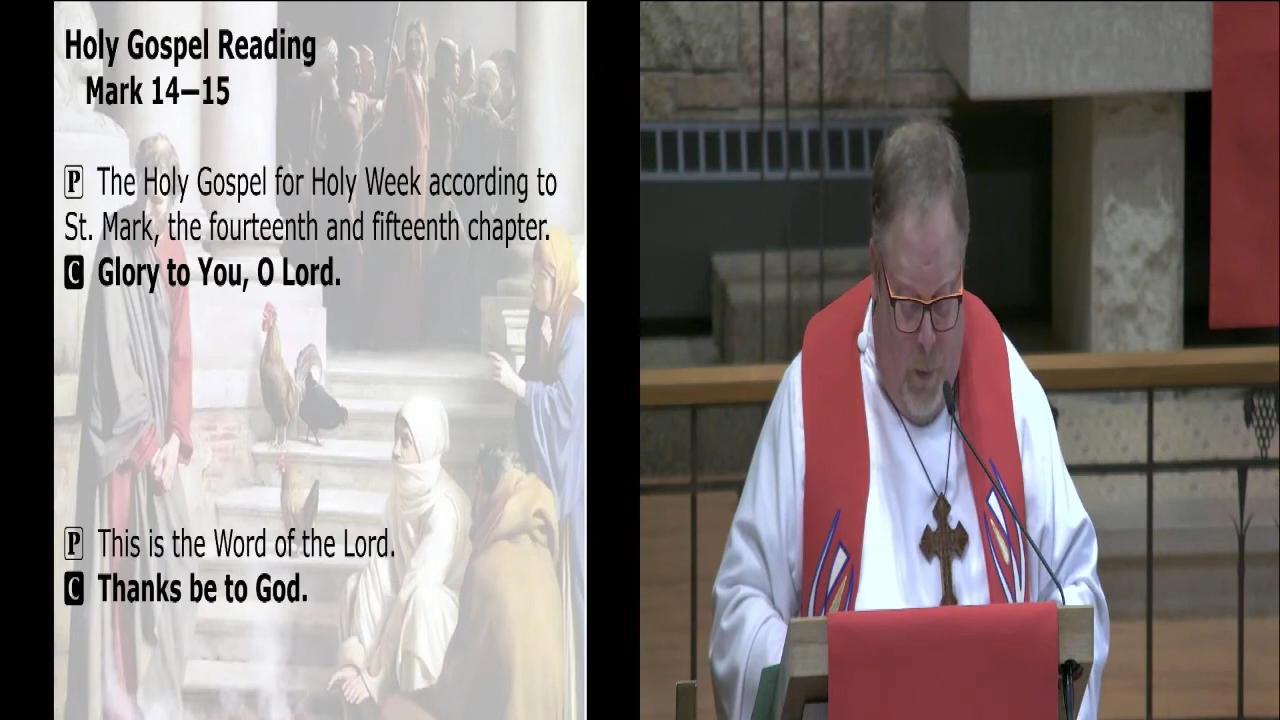 Holy Gospel Reading
Mark 14—15
P The Holy Gospel for Holy Week according to
St. Mark, the fourteenth and fifteenth chapter.
C Glory to You, O Lord.
P This is the Word of the Lord.
C Thanks be to God.